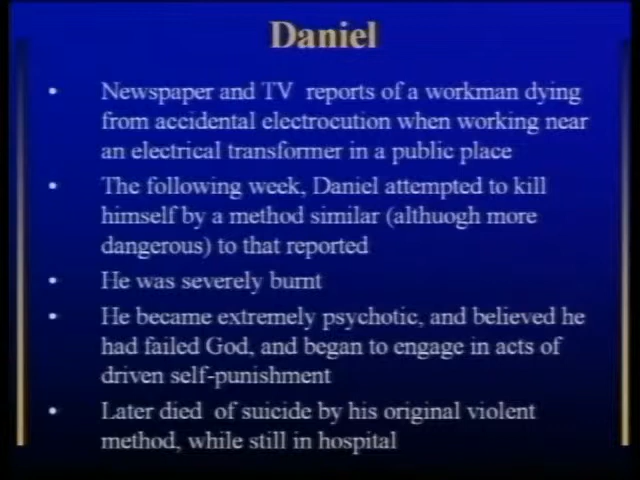 Daniel
• Newspaper and TV reports of a workman dying
from accidental electrocution when working near
an electrical transformer in a public place
• The following week, Daniel attempted to kill
himself by a method similar (althuogh more
dangerous) to that reported
• He was severely burnt
• He became extremely psychotic, and believed he
had failed God, and began to engage in acts of
driven self-punishment
• Later died of suicide by his original violent
method, while still in hospital